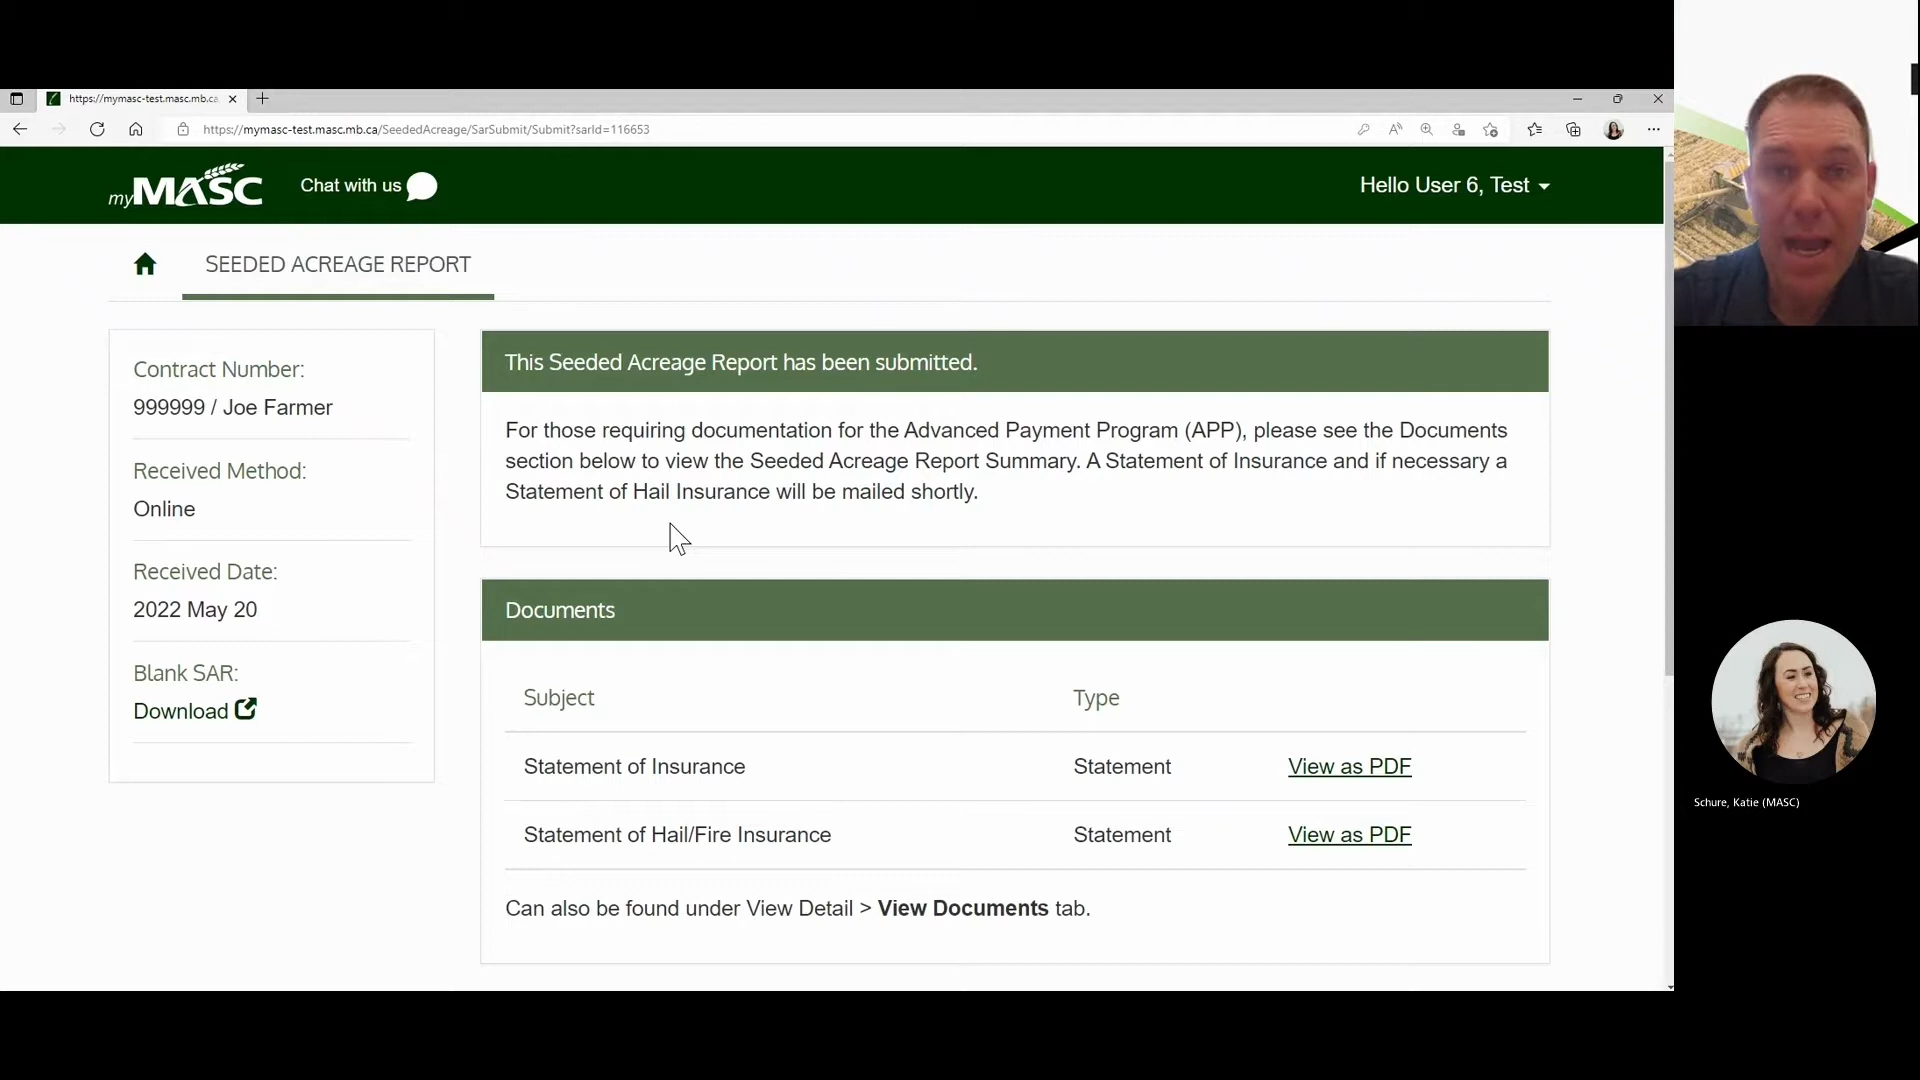 https://mymasc-test.masc.mb.ca
https://mymasc-test.masc.mb.ca/SeededAcreage/SarSubmit/Submit?sarId=116653
myMASC
Chat with us
Hello User 6, Test
SEEDED ACREAGE REPORT
Contract Number:
999999 / Joe Farmer
Received Method:
Online
Received Date:
2022 May 20
Blank SAR:
Download
This Seeded Acreage Report has been submitted.
For those requiring documentation for the Advanced Payment Program (APP), please see the Documents
section below to view the Seeded Acreage Report Summary. A Statement of Insurance and if necessary a
Statement of Hail Insurance will be mailed shortly.
Documents
Subject Type
Statement of Insurance Statement View as PDF
Statement of Hail/Fire Insurance Statement View as PDF
Can also be found under View Detail > View Documents tab.
Schure, Katie (MASC)